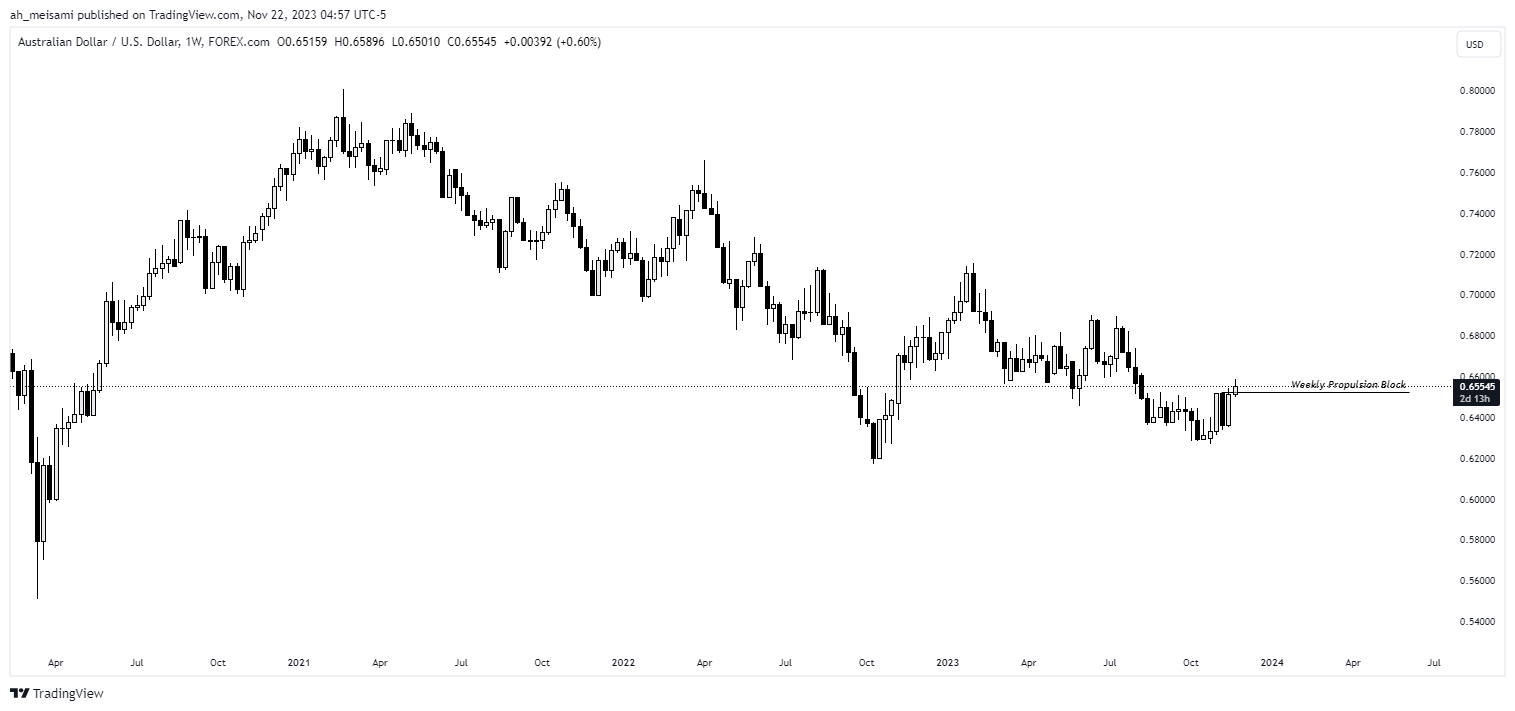 ah_meisami published on TradingView.com, Nov 22, 2023 04:57 UTC-5
Australian Dollar / U.S. Dollar, 1W, FOREX.com O0.65159 H0.65896 L0.65010 C0.65545 +0.00392 (+0.60%)
USD
0.80000
0.78000
0.76000
0.74000
0.72000
0.70000
0.68000
0.66000
Weekly Propulsion Block
0.65545
2d 13h
0.64000
0.62000
0.60000
0.58000
0.56000
0.54000
Apr Jul Oct 2021 Apr Jul Oct 2022 Apr Jul Oct 2023 Apr Jul Oct 2024 Apr Jul
TradingView